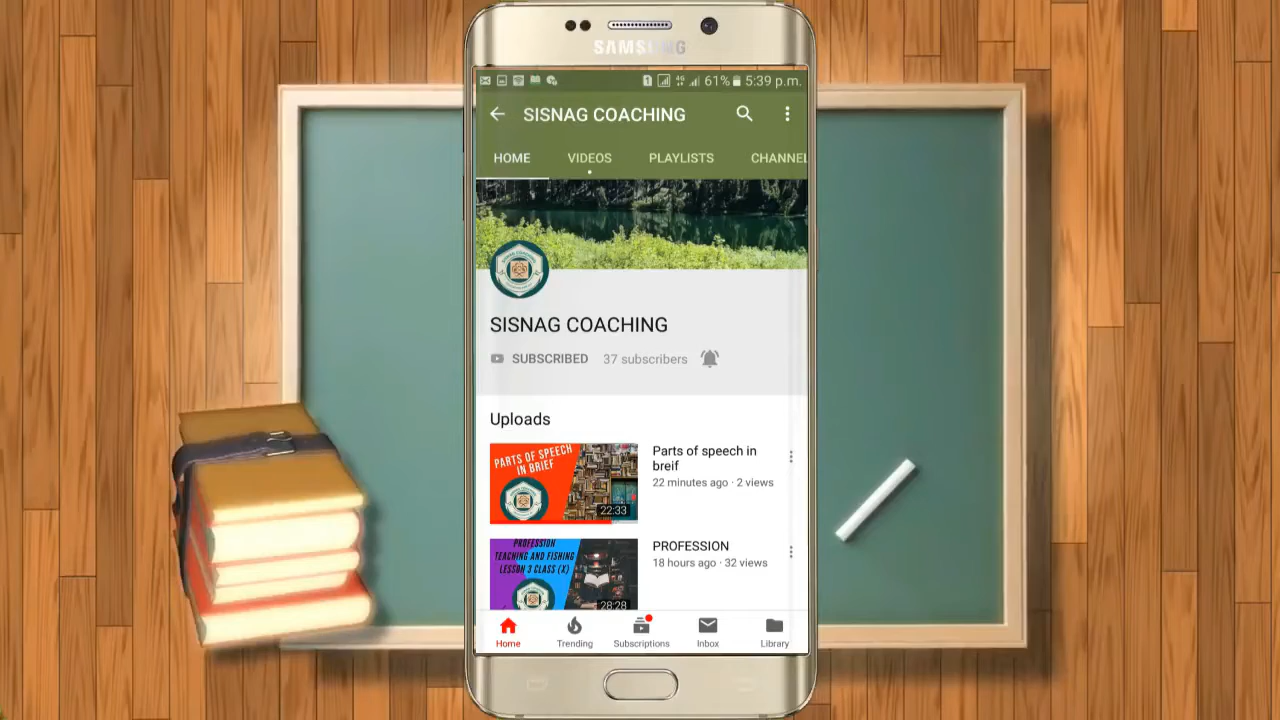 SAMSUNG
1 4G 61% 5:39 p.m.
SISNAG COACHING
HOME VIDEOS PLAYLISTS CHANNEL
SISNAG COACHING
SUBSCRIBED 37 subscribers
Uploads
PARTS OF SPEECH
IN BRIEF
22:33
Parts of speech in
breif
22 minutes ago · 2 views
PROFESSION
TEACHING AND FISHING
LESSON 3 CLASS (X)
28:28
PROFESSION
18 hours ago · 32 views
Home Trending Subscriptions Inbox Library